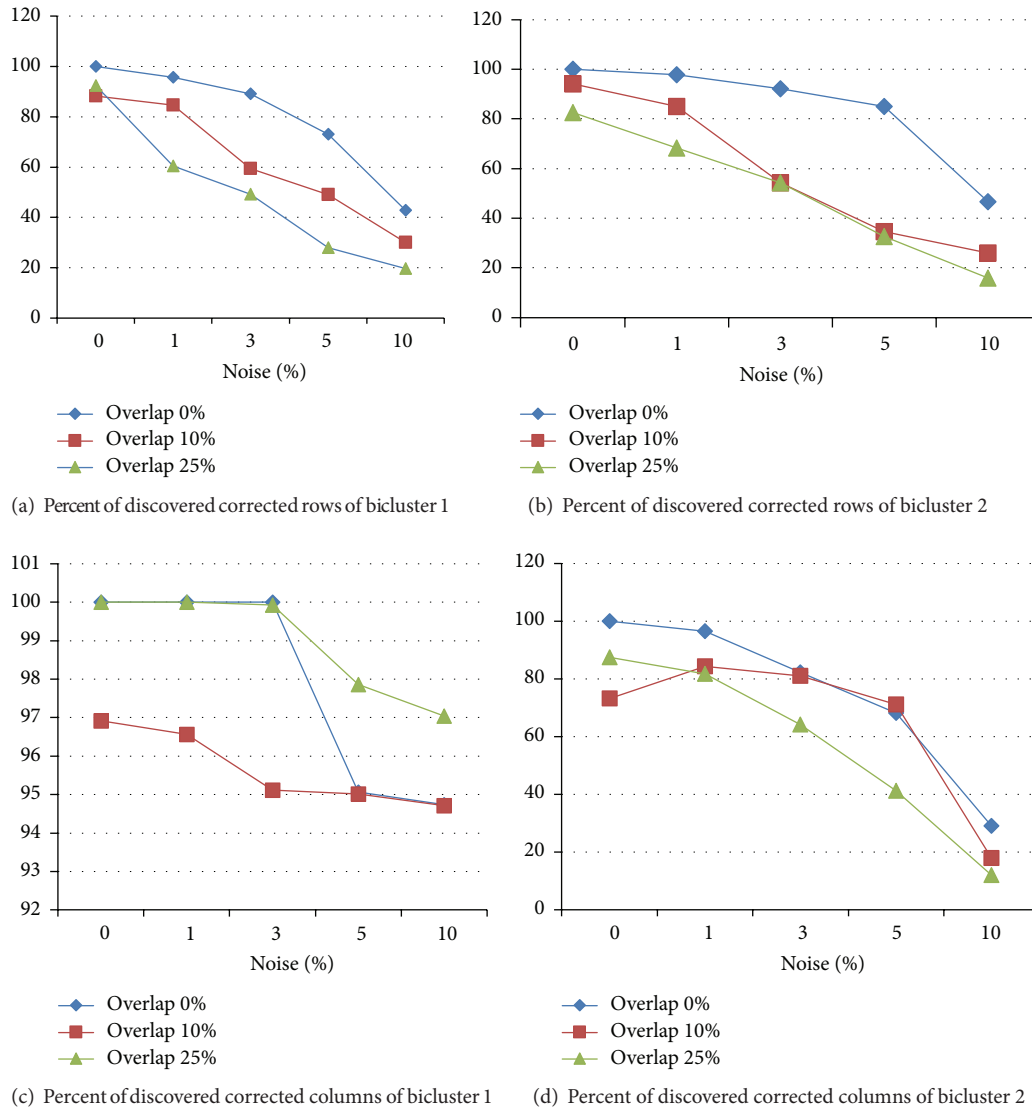 120
100
80
60
40
20
0
0 1 3 5 10
Noise (%)
Overlap 0%
Overlap 10%
Overlap 25%
(a) Percent of discovered corrected rows of bicluster 1
120
100
80
60
40
20
0
0 1 3 5 10
Noise (%)
Overlap 0%
Overlap 10%
Overlap 25%
(b) Percent of discovered corrected rows of bicluster 2
101
100
99
98
97
96
95
94
93
92
0 1 3 5 10
Noise (%)
Overlap 0%
Overlap 10%
Overlap 25%
(c) Percent of discovered corrected columns of bicluster 1
120
100
80
60
40
20
0
0 1 3 5 10
Noise (%)
Overlap 0%
Overlap 10%
Overlap 25%
(d) Percent of discovered corrected columns of bicluster 2